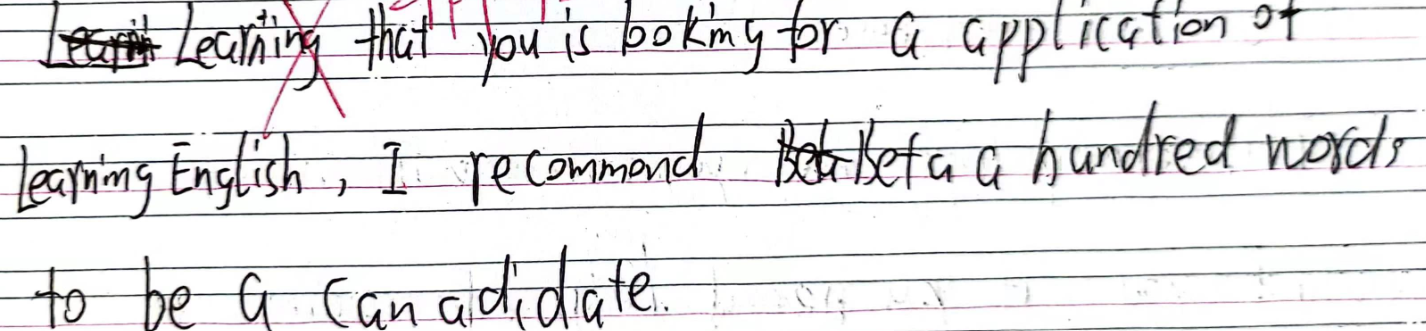 Learning that you is looking for a application of
learning English, I recommend Beta a hundred words
to be a canadidate.